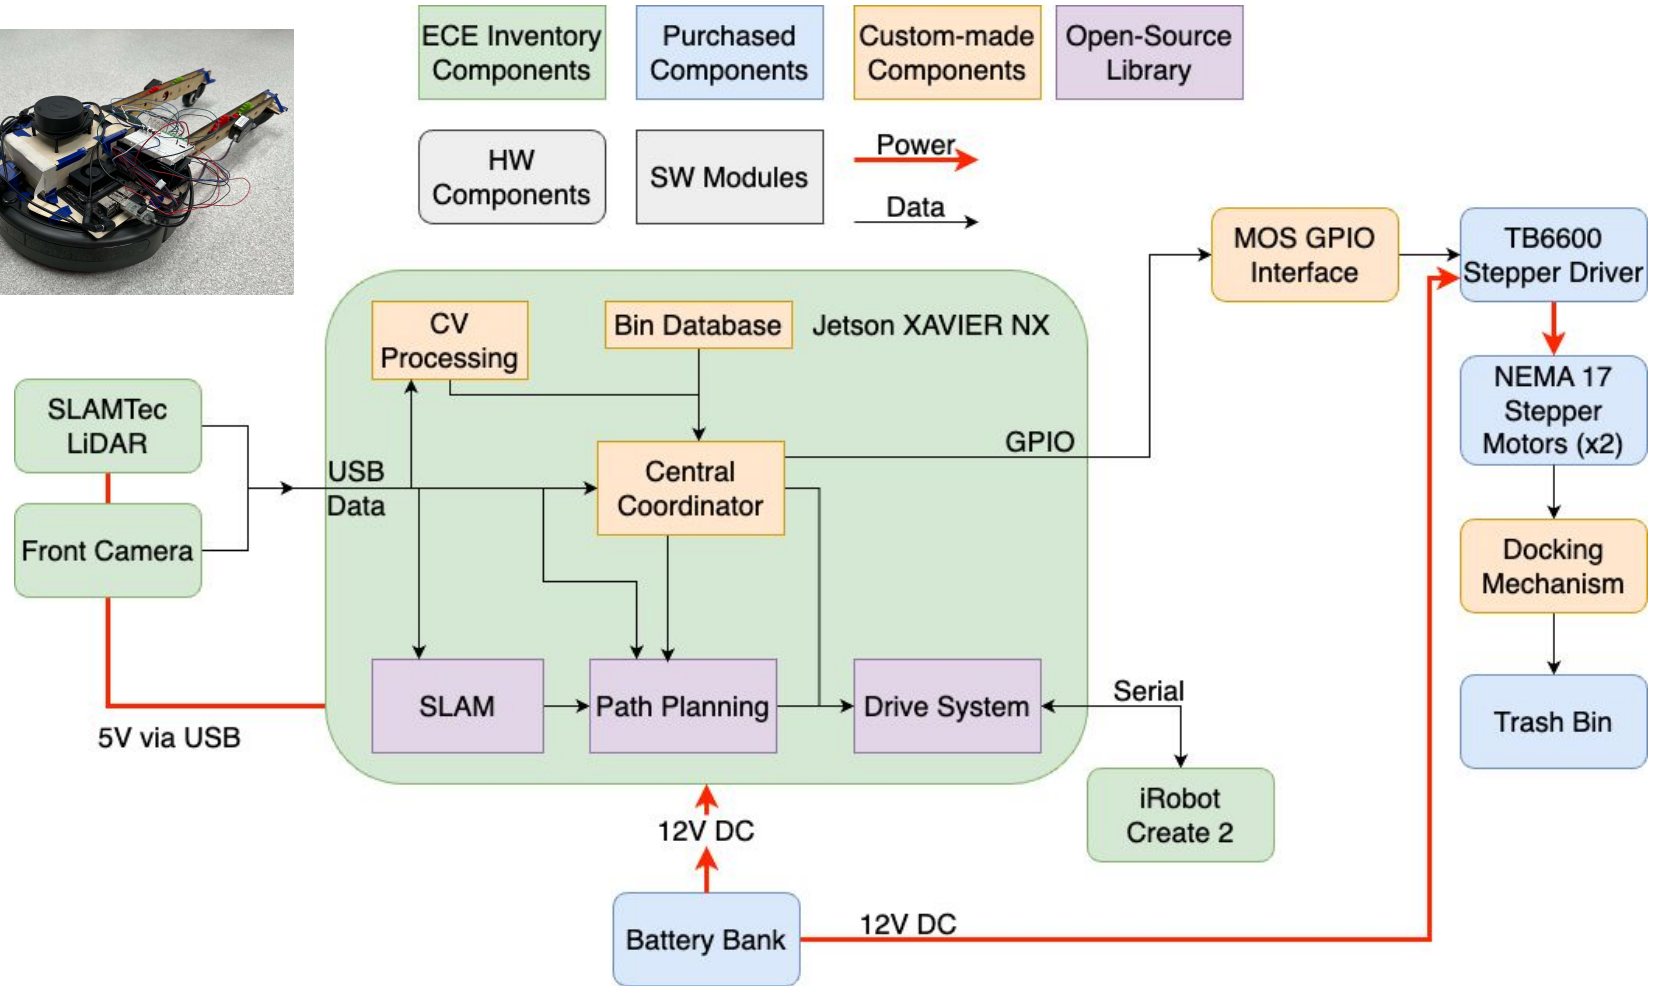 ECE Inventory
Components
Purchased
Components
Custom-made
Components
Open-Source
Library
HW
Components
SW Modules
Power
Data
MOS GPIO
Interface
TB6600
Stepper Driver
CV
Processing
Bin Database
Jetson XAVIER NX
NEMA 17
Stepper
Motors (x2)
SLAMTec
LiDAR
GPIO
USB
Data
Central
Coordinator
Front Camera
Docking
Mechanism
SLAM
Path Planning
Drive System
Serial
Trash Bin
5V via USB
iRobot
Create 2
12V DC
Battery Bank
12V DC